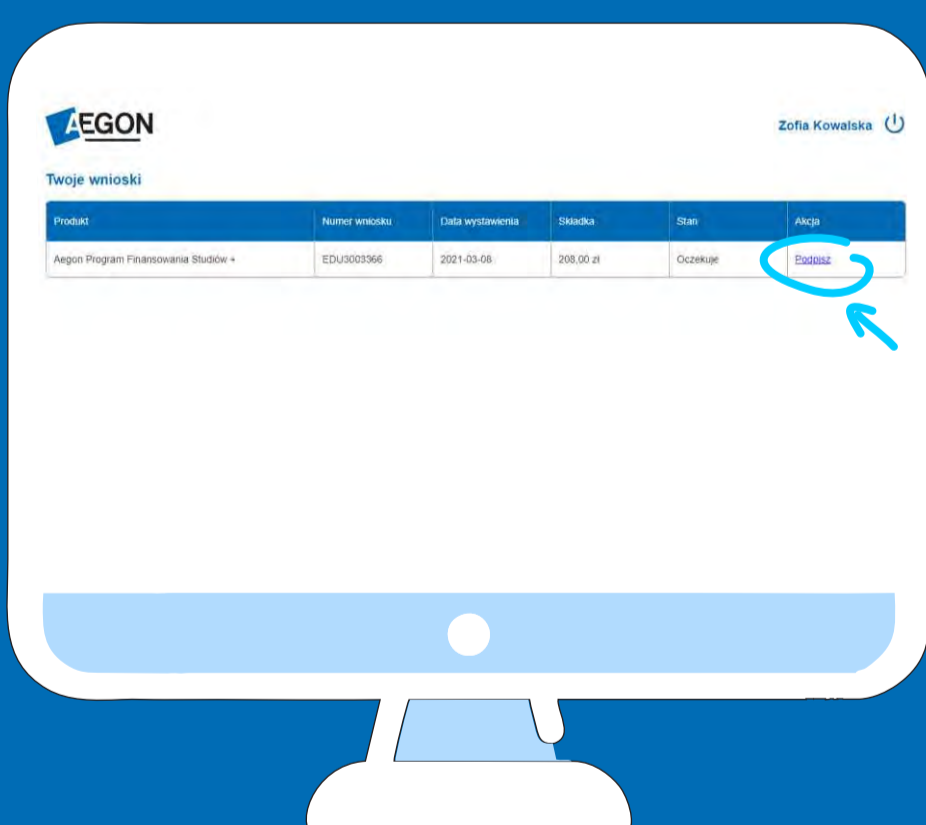 AEGON
Zofia Kowalska
Twoje wnioski
Produkt Numer wniosku Data wystawienia Składka Stan Akcja
Aegon Program Finansowania Studiów + EDU3003366 2021-03-08 208,00 zł Oczekuje Podpisz